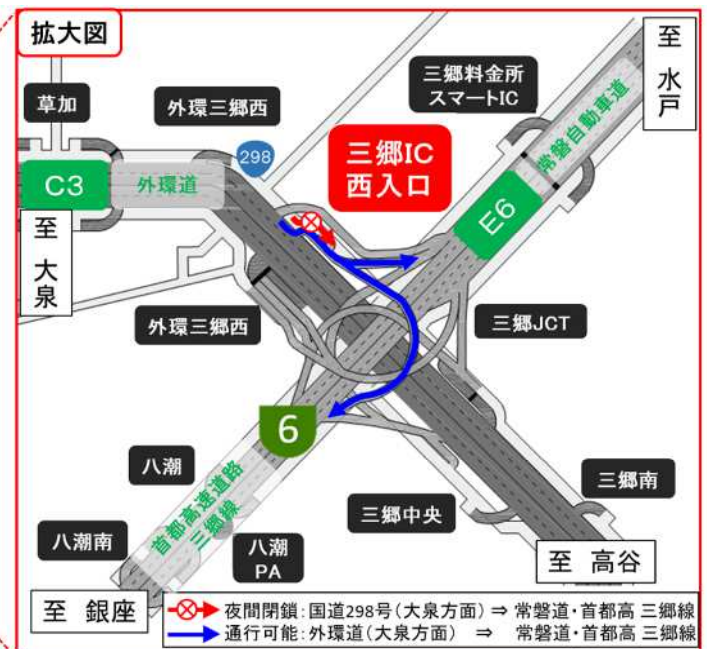 拡大図
至
水戸
三郷料金所
スマートIC
草加
外環三郷西
常磐自動車道
298
三郷IC
西入口
C3
外環道
E6
至
大泉
外環三郷西
三郷JCT
6
八潮
首都高速道路
三郷線
三郷南
三郷中央
八潮南
八潮
PA
至 高谷
至 銀座
夜間閉鎖:国道298号(大泉方面) ⇒ 常磐道・首都高 三郷線
通行可能:外環道(大泉方面) ⇒ 常磐道・首都高 三郷線